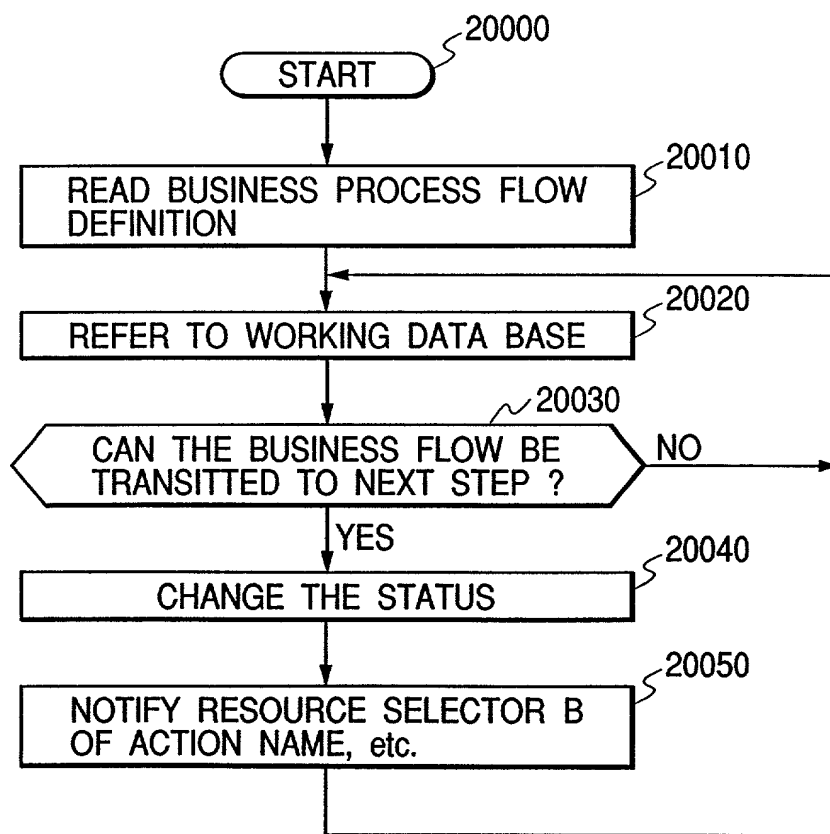 20000
START
20010
READ BUSINESS PROCESS FLOW
DEFINITION
20020
REFER TO WORKING DATA BASE
20030
CAN THE BUSINESS FLOW BE
TRANSITTED TO NEXT STEP ?
NO
YES
20040
CHANGE THE STATUS
20050
NOTIFY RESOURCE SELECTOR B
OF ACTION NAME, etc.